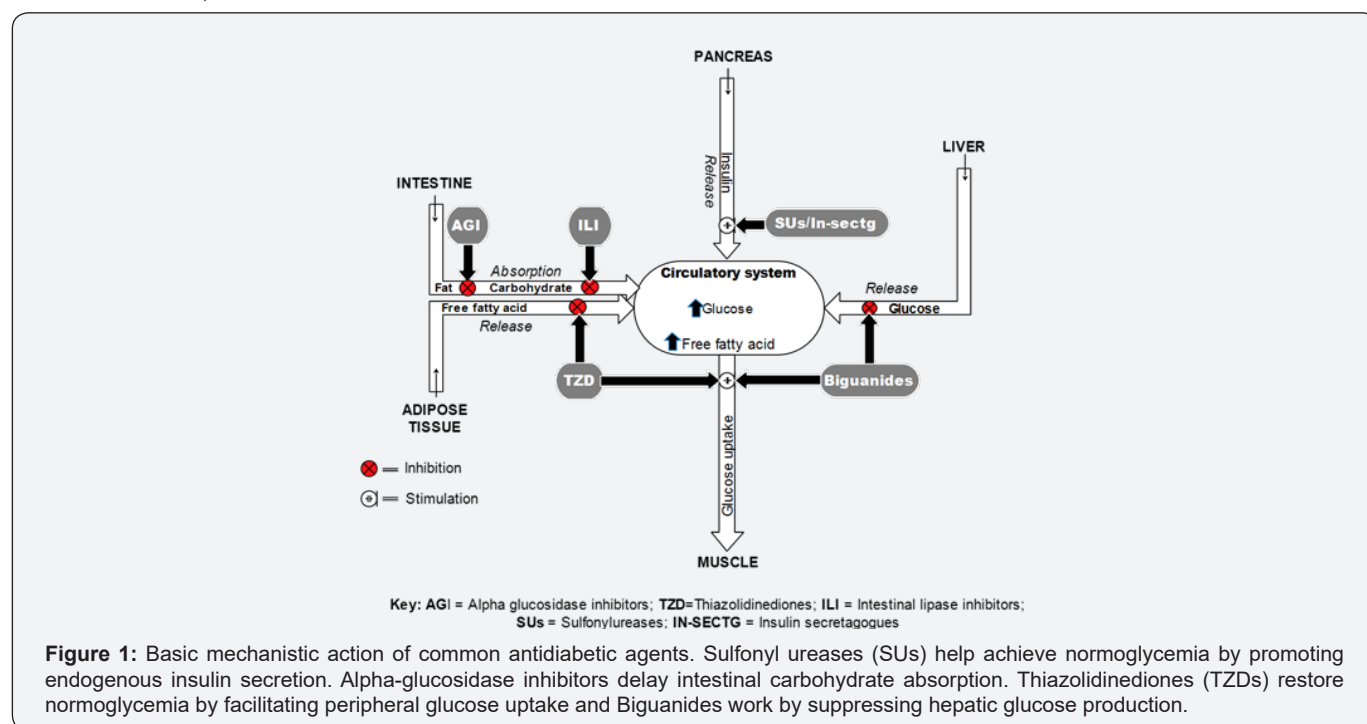 PANCREAS
Insulin
Release
LIVER
INTESTINE
AGI
ILI
SUs/In-sectg
Absorption
Fat
Carbohydrate
Circulatory system
Glucose
Free fatty acid
Release
Glucose
Free fatty acid
Release
TZD
Biguanides
ADIPOSE
TISSUE
Glucose uptake
= Inhibition
= Stimulation
MUSCLE
Key: AGI = Alpha glucosidase inhibitors; TZD=Thiazolidinediones; ILI = Intestinal lipase inhibitors;
SUs = Sulfonylureases; IN-SECTG = Insulin secretagogues
Figure 1: Basic mechanistic action of common antidiabetic agents. Sulfonyl ureases (SUs) help achieve normoglycemia by promoting
endogenous insulin secretion. Alpha-glucosidase inhibitors delay intestinal carbohydrate absorption. Thiazolidinediones (TZDs) restore
normoglycemia by facilitating peripheral glucose uptake and Biguanides work by suppressing hepatic glucose production.